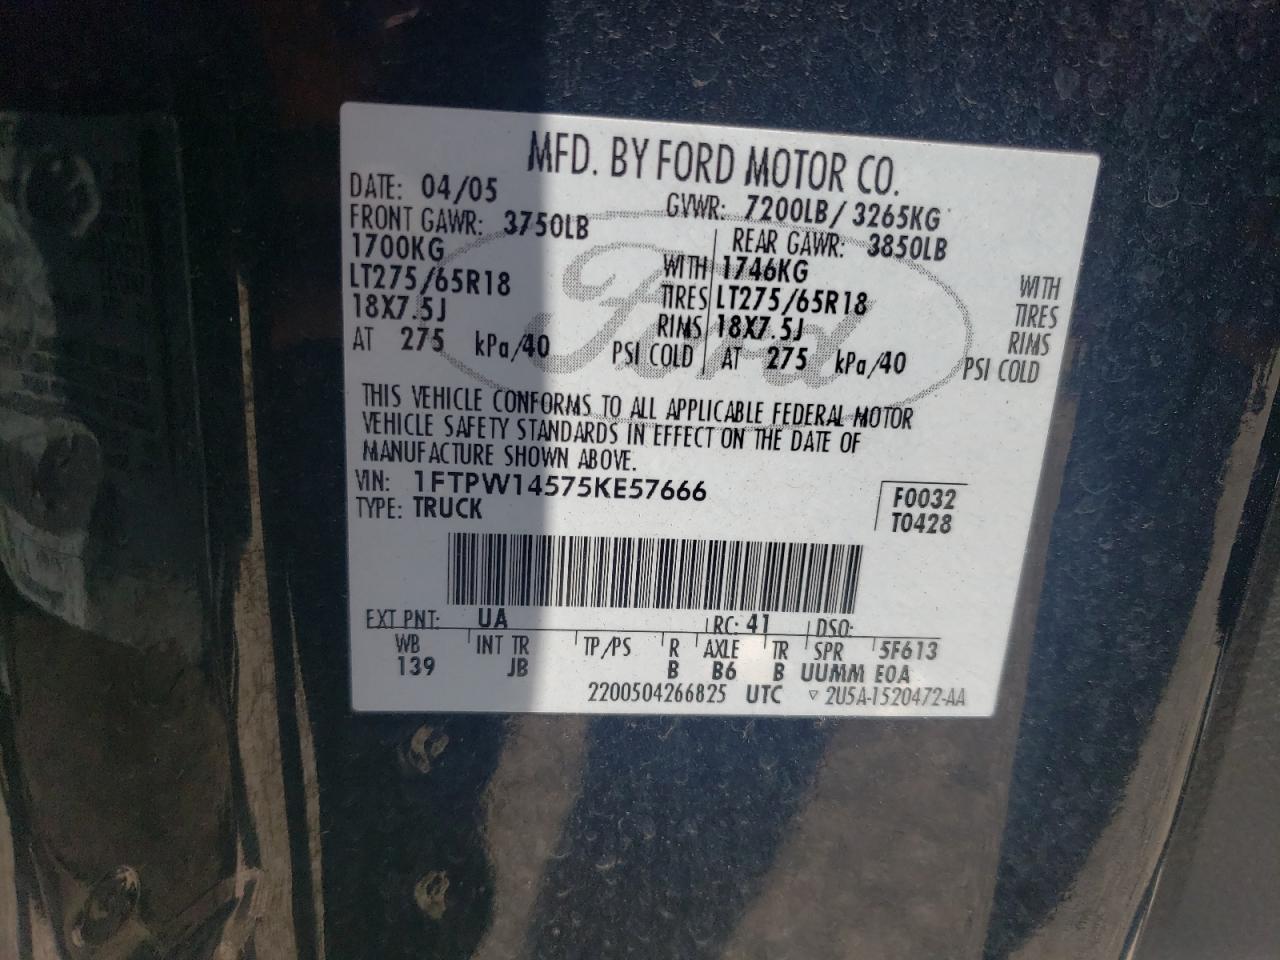 MFD. BY FORD MOTOR CO.
DATE: 04/05 GVWR: 7200LB/ 3265KG
FRONT GAWR: 3750LB REAR GAWR: 3850LB
1700KG WITH 1746KG WITH
LT275/65R18 TIRES LT275/65R18 TIRES
18X7.5J RIMS 18X7.5J RIMS
AT 275 kPa/40 PSI COLD AT 275 kPa/40 PSI COLD
Ford
THIS VEHICLE CONFORMS TO ALL APPLICABLE FEDERAL MOTOR
VEHICLE SAFETY STANDARDS IN EFFECT ON THE DATE OF
MANUFACTURE SHOWN ABOVE.
VIN: 1FTPW14575KE57666 F0032
TYPE: TRUCK T0428
EXT PNT: UA RC: 41 DSO:
WB INT TR TP/PS R AXLE TR SPR 5F613
139 JB B B6 B UUMM E0A
2200504266825 UTC ▽ 2U5A-1520472-AA